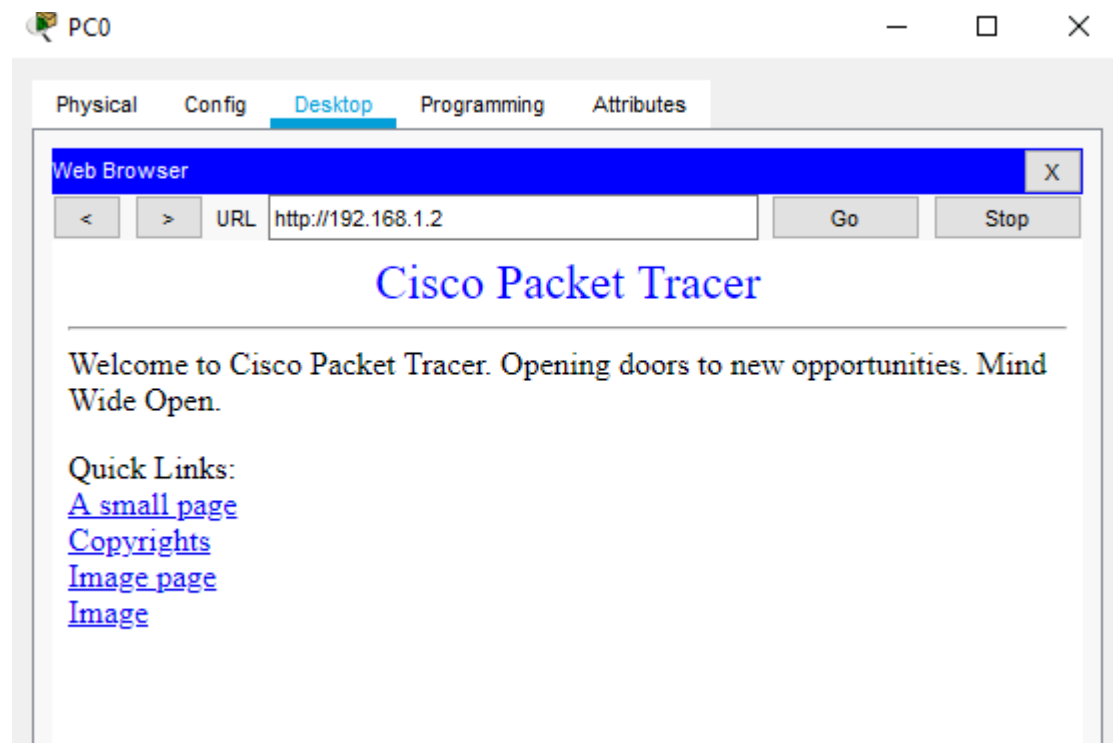 PC0
Physical Config Desktop Programming Attributes
Web Browser X
< > URL http://192.168.1.2 Go Stop
Cisco Packet Tracer
Welcome to Cisco Packet Tracer. Opening doors to new opportunities. Mind
Wide Open.
Quick Links:
A small page
Copyrights
Image page
Image